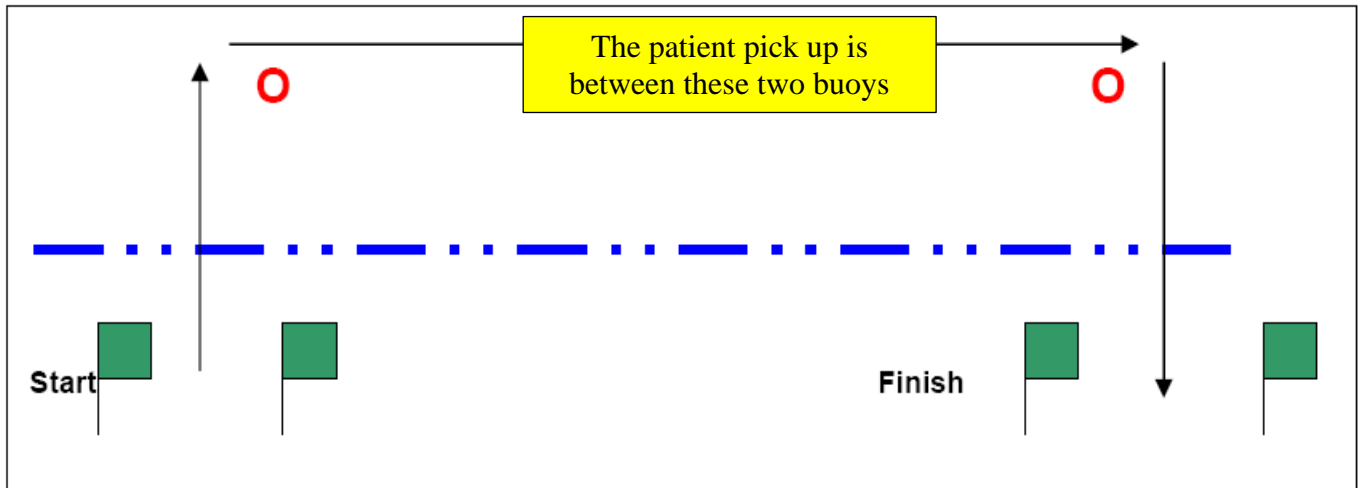 The patient pick up is
between these two buoys
O
O
Start
Finish